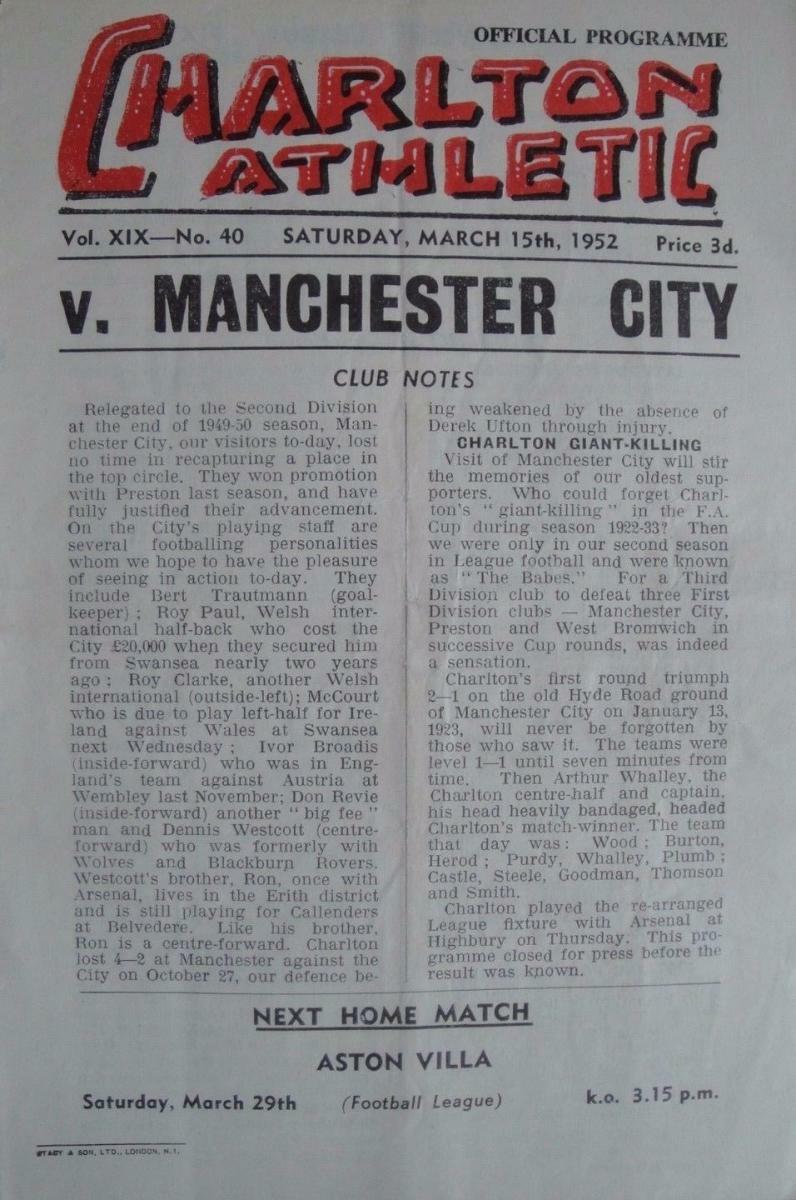 OFFICIAL PROGRAMME
CHARLTON
ATHLETIC
Vol. XIX—No. 40 SATURDAY, MARCH 15th, 1952 Price 3d.
v. MANCHESTER CITY
CLUB NOTES
Relegated to the Second Division
at the end of 1949-50 season, Man-
chester City, our visitors to-day, lost
no time in recapturing a place in
the top circle. They won promotion
with Preston last season, and have
fully justified their advancement.
On the City's playing staff are
several footballing personalities
whom we hope to have the pleasure
of seeing in action to-day. They
include Bert Trautmann (goal-
keeper) ; Roy Paul, Welsh inter-
national half-back who cost the
City £20,000 when they secured him
from Swansea nearly two years
ago ; Roy Clarke, another Welsh
international (outside-left); McCourt
who is due to play left-half for Ire-
land against Wales at Swansea
next Wednesday ; Ivor Broadis
(inside-forward) who was in Eng-
land's team against Austria at
Wembley last November; Don Revie
(inside-forward) another "big fee"
man and Dennis Westcott (centre-
forward) who was formerly with
Wolves and Blackburn Rovers.
Westcott's brother, Ron, once with
Arsenal, lives in the Erith district
and is still playing for Callenders
at Belvedere. Like his brother,
Ron is a centre-forward. Charlton
lost 4—2 at Manchester against the
City on October 27, our defence be-
ing weakened by the absence of
Derek Ufton through injury.
CHARLTON GIANT-KILLING
Visit of Manchester City will stir
the memories of our oldest sup-
porters. Who could forget Charl-
ton's "giant-killing" in the F.A.
Cup during season 1922-33? Then
we were only in our second season
in League football and were known
as "The Babes." For a Third
Division club to defeat three First
Division clubs — Manchester City,
Preston and West Bromwich in
successive Cup rounds, was indeed
a sensation.
Charlton's first round triumph
2—1 on the old Hyde Road ground
of Manchester City on January 13,
1923, will never be forgotten by
those who saw it. The teams were
level 1—1 until seven minutes from
time. Then Arthur Whalley, the
Charlton centre-half and captain,
his head heavily bandaged, headed
Charlton's match-winner. The team
that day was: Wood ; Burton,
Herod ; Purdy, Whalley, Plumb ;
Castle, Steele, Goodman, Thomson
and Smith.
Charlton played the re-arranged
League fixture with Arsenal at
Highbury on Thursday. This pro-
gramme closed for press before the
result was known.
NEXT HOME MATCH
ASTON VILLA
Saturday, March 29th (Football League) k.o. 3.15 p.m.
STACY & SON, LTD., LONDON, N.1.